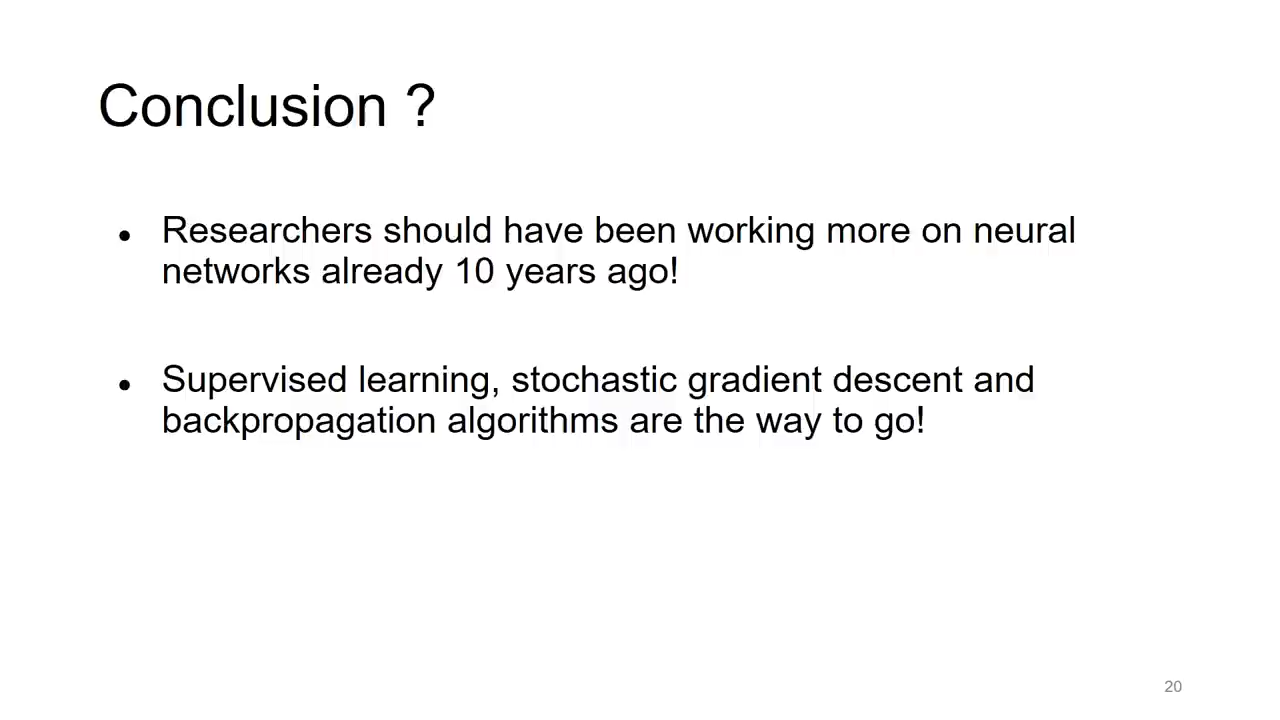 Conclusion ?
● Researchers should have been working more on neural
networks already 10 years ago!
● Supervised learning, stochastic gradient descent and
backpropagation algorithms are the way to go!
20